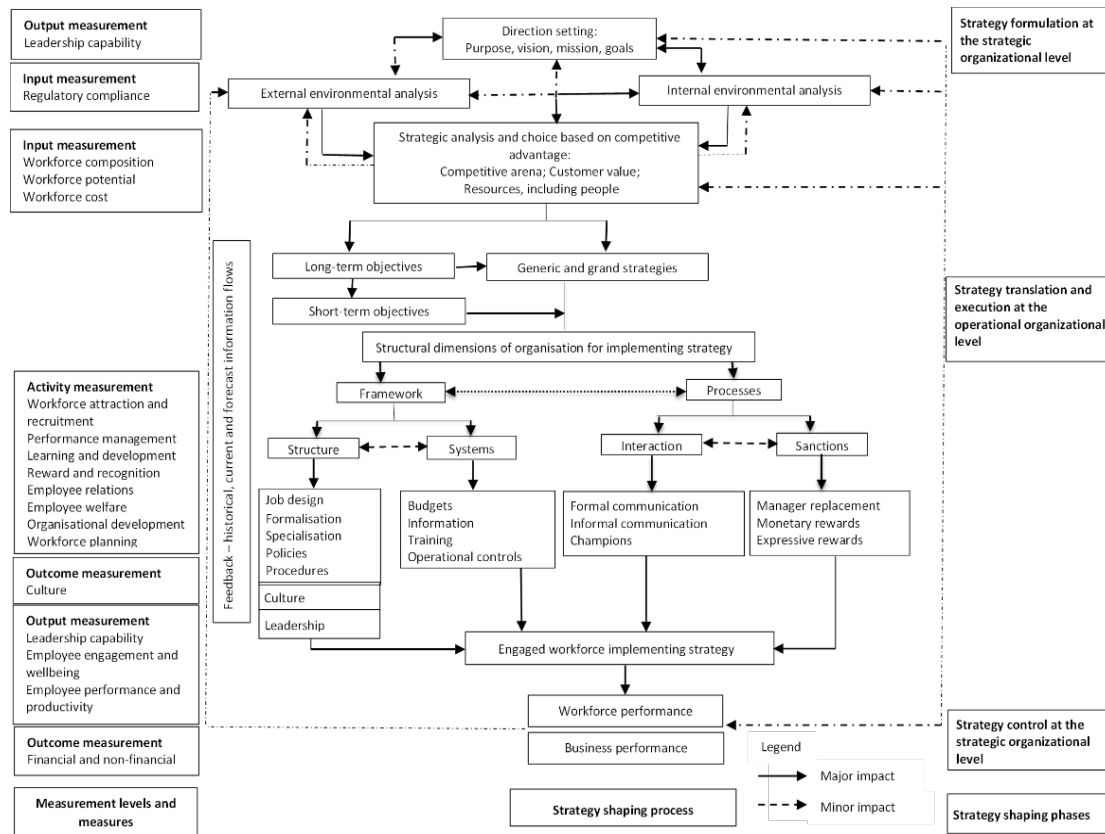 Output measurement
Leadership capability
Input measurement
Regulatory compliance
Input measurement
Workforce composition
Workforce potential
Workforce cost
Activity measurement
Workforce attraction and
recruitment
Performance management
Learning and development
Reward and recognition
Employee relations
Employee welfare
Organisational development
Workforce planning
Outcome measurement
Culture
Output measurement
Leadership capability
Employee engagement and
wellbeing
Employee performance and
productivity
Outcome measurement
Financial and non-financial
Measurement levels and
measures
Feedback – historical, current and forecast information flows
Direction setting:
Purpose, vision, mission, goals
External environmental analysis
Internal environmental analysis
Strategic analysis and choice based on competitive
advantage:
Competitive arena; Customer value;
Resources, including people
Long-term objectives
Generic and grand strategies
Short-term objectives
Structural dimensions of organisation for implementing strategy
Framework
Processes
Structure
Systems
Interaction
Sanctions
Job design
Formalisation
Specialisation
Policies
Procedures
Culture
Leadership
Budgets
Information
Training
Operational controls
Formal communication
Informal communication
Champions
Manager replacement
Monetary rewards
Expressive rewards
Engaged workforce implementing strategy
Workforce performance
Business performance
Legend
Major impact
Minor impact
Strategy shaping process
Strategy formulation at
the strategic
organizational level
Strategy translation and
execution at the
operational organizational
level
Strategy control at the
strategic organizational
level
Strategy shaping phases